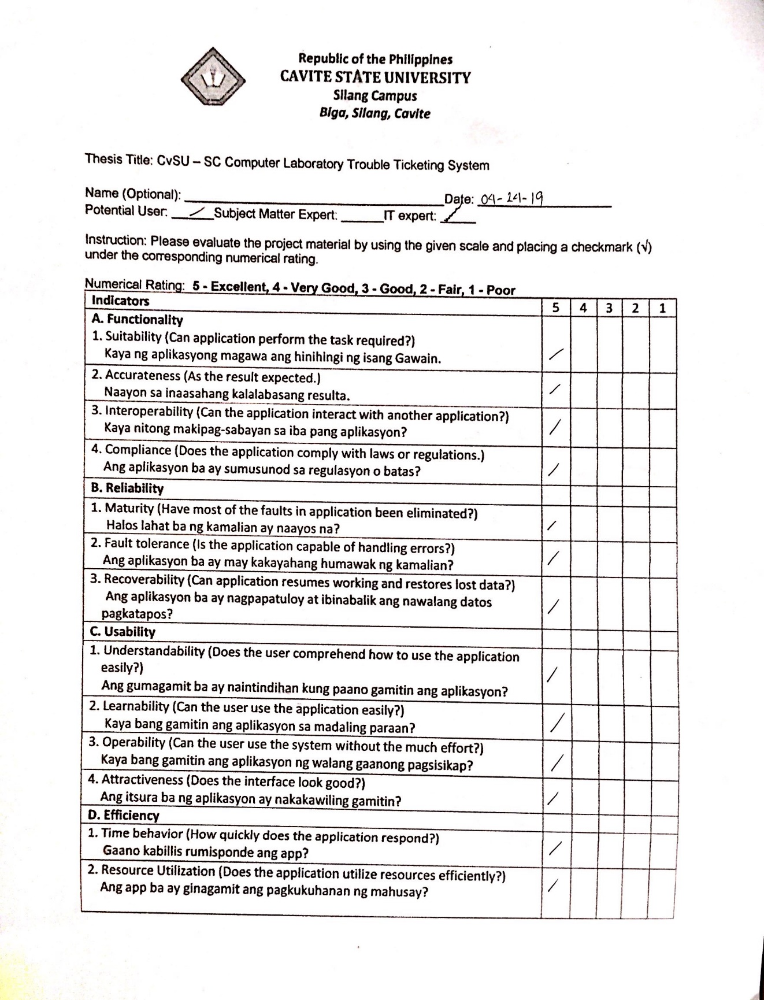 Republic of the Philippines
CAVITE STATE UNIVERSITY
Silang Campus
Biga, Silang, Cavite
Thesis Title: CvSU – SC Computer Laboratory Trouble Ticketing System
Name (Optional): ____ Date: 04-24-19
Potential User: / Subject Matter Expert: ____ IT expert: /
Instruction: Please evaluate the project material by using the given scale and placing a checkmark (√)
under the corresponding numerical rating.
Numerical Rating: 5 - Excellent, 4 - Very Good, 3 - Good, 2 - Fair, 1 - Poor
Indicators 5 4 3 2 1
A. Functionality
1. Suitability (Can application perform the task required?)
Kaya ng aplikasyong magawa ang hinihingi ng isang Gawain. /
2. Accurateness (As the result expected.)
Naayon sa inaasahang kalalabasang resulta. /
3. Interoperability (Can the application interact with another application?)
Kaya nitong makipag-sabayan sa iba pang aplikasyon? /
4. Compliance (Does the application comply with laws or regulations.)
Ang aplikasyon ba ay sumusunod sa regulasyon o batas? /
B. Reliability
1. Maturity (Have most of the faults in application been eliminated?)
Halos lahat ba ng kamalian ay naayos na? /
2. Fault tolerance (Is the application capable of handling errors?)
Ang aplikasyon ba ay may kakayahang humawak ng kamalian? /
3. Recoverability (Can application resumes working and restores lost data?)
Ang aplikasyon ba ay nagpapatuloy at ibinabalik ang nawalang datos /
pagkatapos?
C. Usability
1. Understandability (Does the user comprehend how to use the application
easily?) /
Ang gumagamit ba ay naintindihan kung paano gamitin ang aplikasyon?
2. Learnability (Can the user use the application easily?)
Kaya bang gamitin ang aplikasyon sa madaling paraan? /
3. Operability (Can the user use the system without the much effort?)
Kaya bang gamitin ang aplikasyon ng walang gaanong pagsisikap? /
4. Attractiveness (Does the interface look good?)
Ang itsura ba ng aplikasyon ay nakakawiling gamitin? /
D. Efficiency
1. Time behavior (How quickly does the application respond?)
Gaano kabillis rumisponde ang app? /
2. Resource Utilization (Does the application utilize resources efficiently?)
Ang app ba ay ginagamit ang pagkukuhanan ng mahusay? /